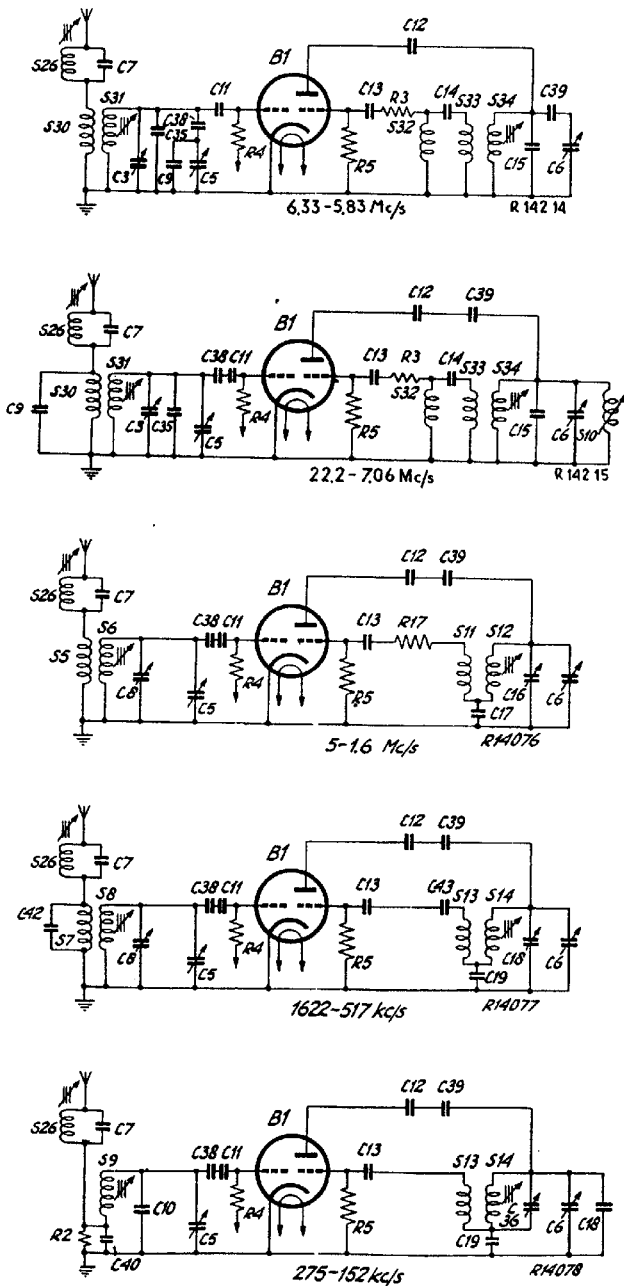 S26 C7 B1 C12
S30 S31 C3 C38 C35 C9 C5 C11 R4 R5 C13 R3 S32 C14 S33 S34 C15 C39 C6
6.33-5.83 Mc/s R 142 14
S26 C7 B1 C12 C39
C9 S30 S31 C3 C35 C5 C38 C11 R4 R5 C13 R3 S32 C14 S33 S34 C15 C6 S10
22.2-7.06 Mc/s R 142 15
S26 C7 B1 C12 C39
S5 S6 C8 C5 C38 C11 R4 R5 C13 R17 S11 S12 C17 C16 C6
5-1.6 Mc/s R14076
S26 C7 B1 C12 C39
C42 S7 S8 C8 C5 C38 C11 R4 R5 C13 C43 S13 S14 C19 C18 C6
1622-517 kc/s R14077
S26 C7 B1 C12 C39
R2 S9 C40 C10 C5 C38 C11 R4 R5 C13 S13 S14 C19 C 36 C6 C18
275-152 kc/s R14078